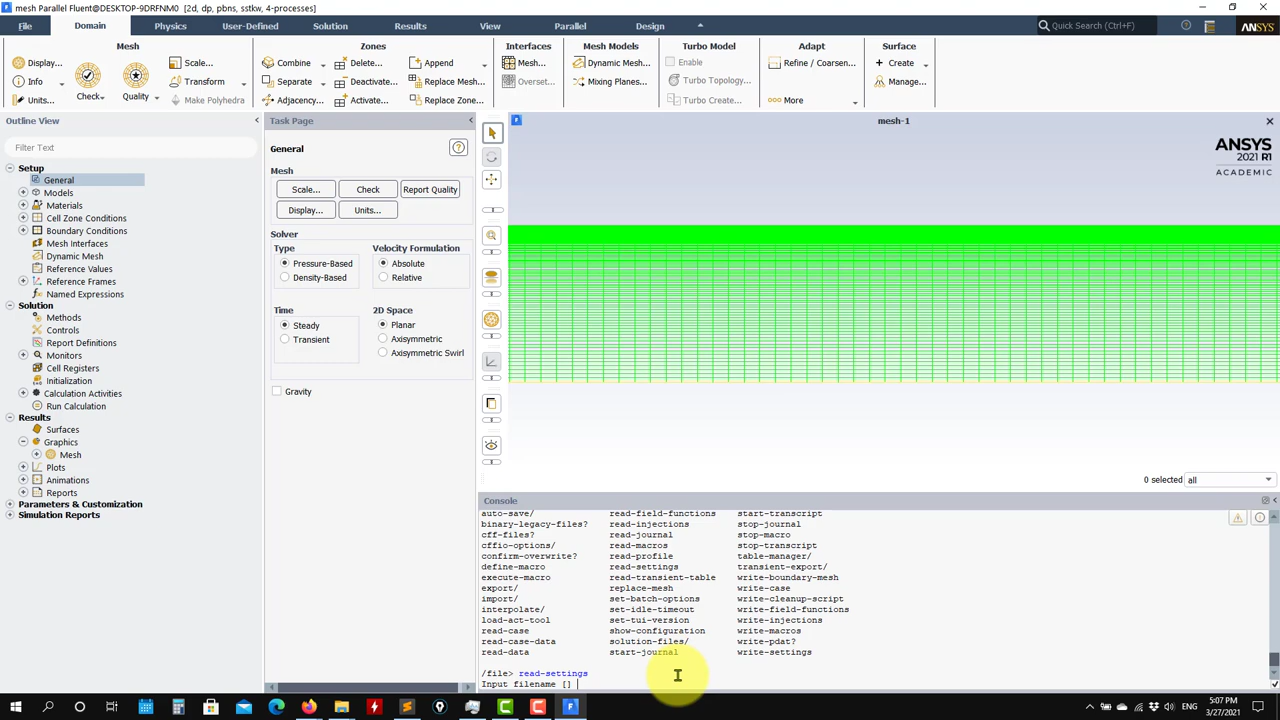 mesh Parallel Fluent@DESKTOP-9DRFNM0 [2d, dp, pbns, sstkw, 4-processes]
File Domain Physics User-Defined Solution Results View Parallel Design Quick Search (Ctrl+F) ANSYS
Mesh Zones Interfaces Mesh Models Turbo Model Adapt Surface
Display... Scale... Combine Delete... Append Mesh... Dynamic Mesh... Enable Refine / Coarsen... Create
Info Transform Separate Deactivate... Replace Mesh... Overset... Mixing Planes... Turbo Topology... Manage...
Units... Check Quality Make Polyhedra Adjacency... Activate... Replace Zone... Turbo Create... More
Outline View
Filter Text
Setup
General
Models
Materials
Cell Zone Conditions
Boundary Conditions
Mesh Interfaces
Dynamic Mesh
Reference Values
Reference Frames
Named Expressions
Solution
Methods
Controls
Report Definitions
Monitors
Cell Registers
Initialization
Calculation Activities
Run Calculation
Results
Surfaces
Graphics
Mesh
Plots
Animations
Reports
Parameters & Customization
Simulation Reports
Task Page
General
Mesh
Scale... Check Report Quality
Display... Units...
Solver
Type Velocity Formulation
Pressure-Based Absolute
Density-Based Relative
Time 2D Space
Steady Planar
Transient Axisymmetric
Axisymmetric Swirl
Gravity
mesh-1
ANSYS
2021 R1
ACADEMIC
0 selected all
Console
auto-save/ read-field-functions start-transcript
binary-legacy-files? read-injections stop-journal
cff-files? read-journal stop-macro
cffio-options/ read-macros stop-transcript
confirm-overwrite? read-profile table-manager/
define-macro read-settings transient-export/
execute-macro read-transient-table write-boundary-mesh
export/ replace-mesh write-case
import/ set-batch-options write-cleanup-script
interpolate/ set-idle-timeout write-field-functions
load-act-tool set-tui-version write-injections
read-case show-configuration write-macros
read-case-data solution-files/ write-pdat?
read-data start-journal write-settings
/file> read-settings
Input filename []
5:07 PM
3/27/2021
ENG